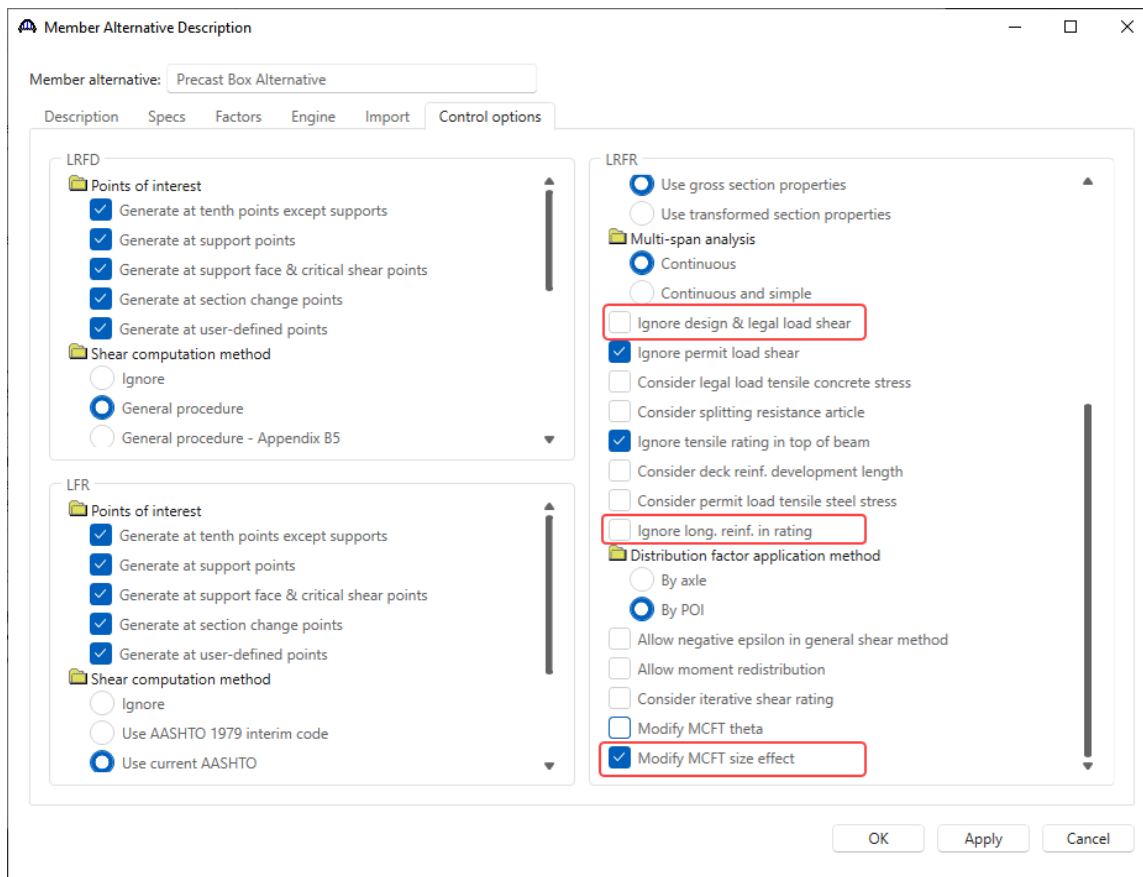 Member Alternative Description
Member alternative: Precast Box Alternative
Description Specs Factors Engine Import Control options
LRFD
Points of interest
Generate at tenth points except supports
Generate at support points
Generate at support face & critical shear points
Generate at section change points
Generate at user-defined points
Shear computation method
Ignore
General procedure
General procedure - Appendix B5
LFR
Points of interest
Generate at tenth points except supports
Generate at support points
Generate at support face & critical shear points
Generate at section change points
Generate at user-defined points
Shear computation method
Ignore
Use AASHTO 1979 interim code
Use current AASHTO
LRFR
Use gross section properties
Use transformed section properties
Multi-span analysis
Continuous
Continuous and simple
Ignore design & legal load shear
Ignore permit load shear
Consider legal load tensile concrete stress
Consider splitting resistance article
Ignore tensile rating in top of beam
Consider deck reinf. development length
Consider permit load tensile steel stress
Ignore long. reinf. in rating
Distribution factor application method
By axle
By POI
Allow negative epsilon in general shear method
Allow moment redistribution
Consider iterative shear rating
Modify MCFT theta
Modify MCFT size effect
OK Apply Cancel